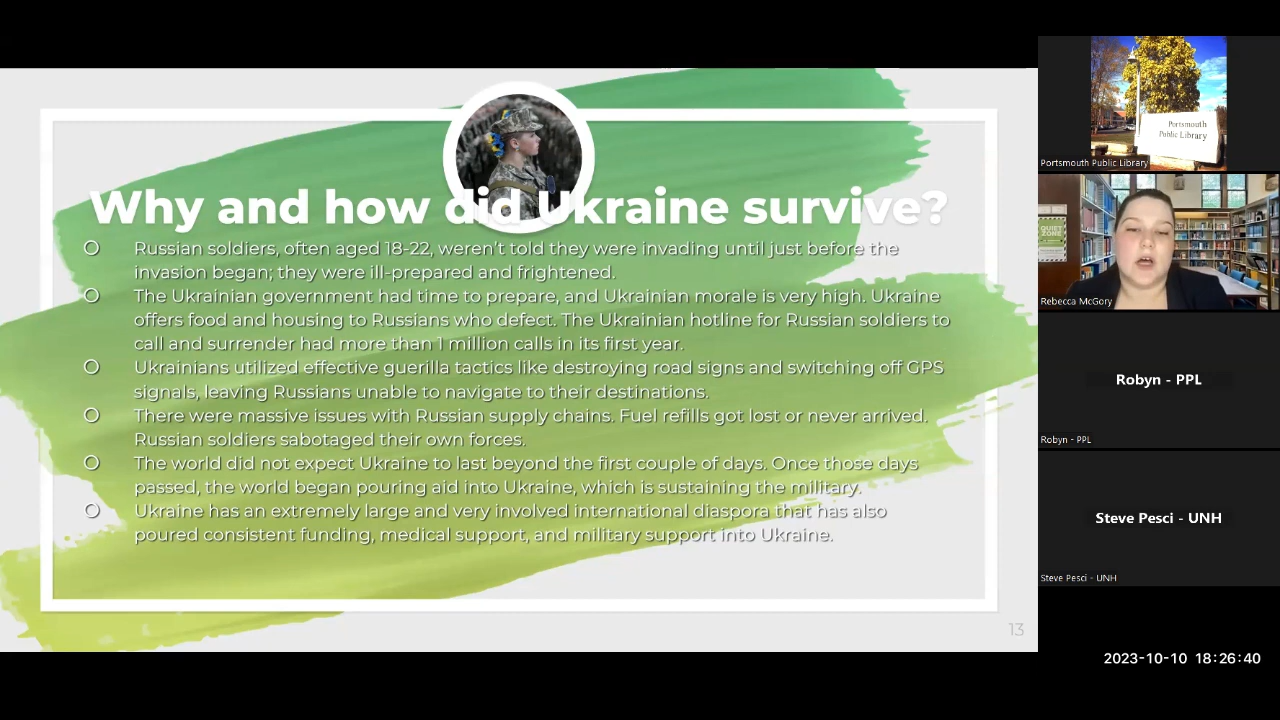 Why and how did Ukraine survive?
Russian soldiers, often aged 18-22, weren't told they were invading until just before the
invasion began; they were ill-prepared and frightened.
The Ukrainian government had time to prepare, and Ukrainian morale is very high. Ukraine
offers food and housing to Russians who defect. The Ukrainian hotline for Russian soldiers to
call and surrender had more than 1 million calls in its first year.
Ukrainians utilized effective guerilla tactics like destroying road signs and switching off GPS
signals, leaving Russians unable to navigate to their destinations.
There were massive issues with Russian supply chains. Fuel refills got lost or never arrived.
Russian soldiers sabotaged their own forces.
The world did not expect Ukraine to last beyond the first couple of days. Once those days
passed, the world began pouring aid into Ukraine, which is sustaining the military.
Ukraine has an extremely large and very involved international diaspora that has also
poured consistent funding, medical support, and military support into Ukraine.
13
Portsmouth
Public Library
Portsmouth Public Library
QUIET
ZONE
Rebecca McGory
Robyn - PPL
Robyn - PPL
Steve Pesci - UNH
Steve Pesci - UNH
2023-10-10 18:26:40